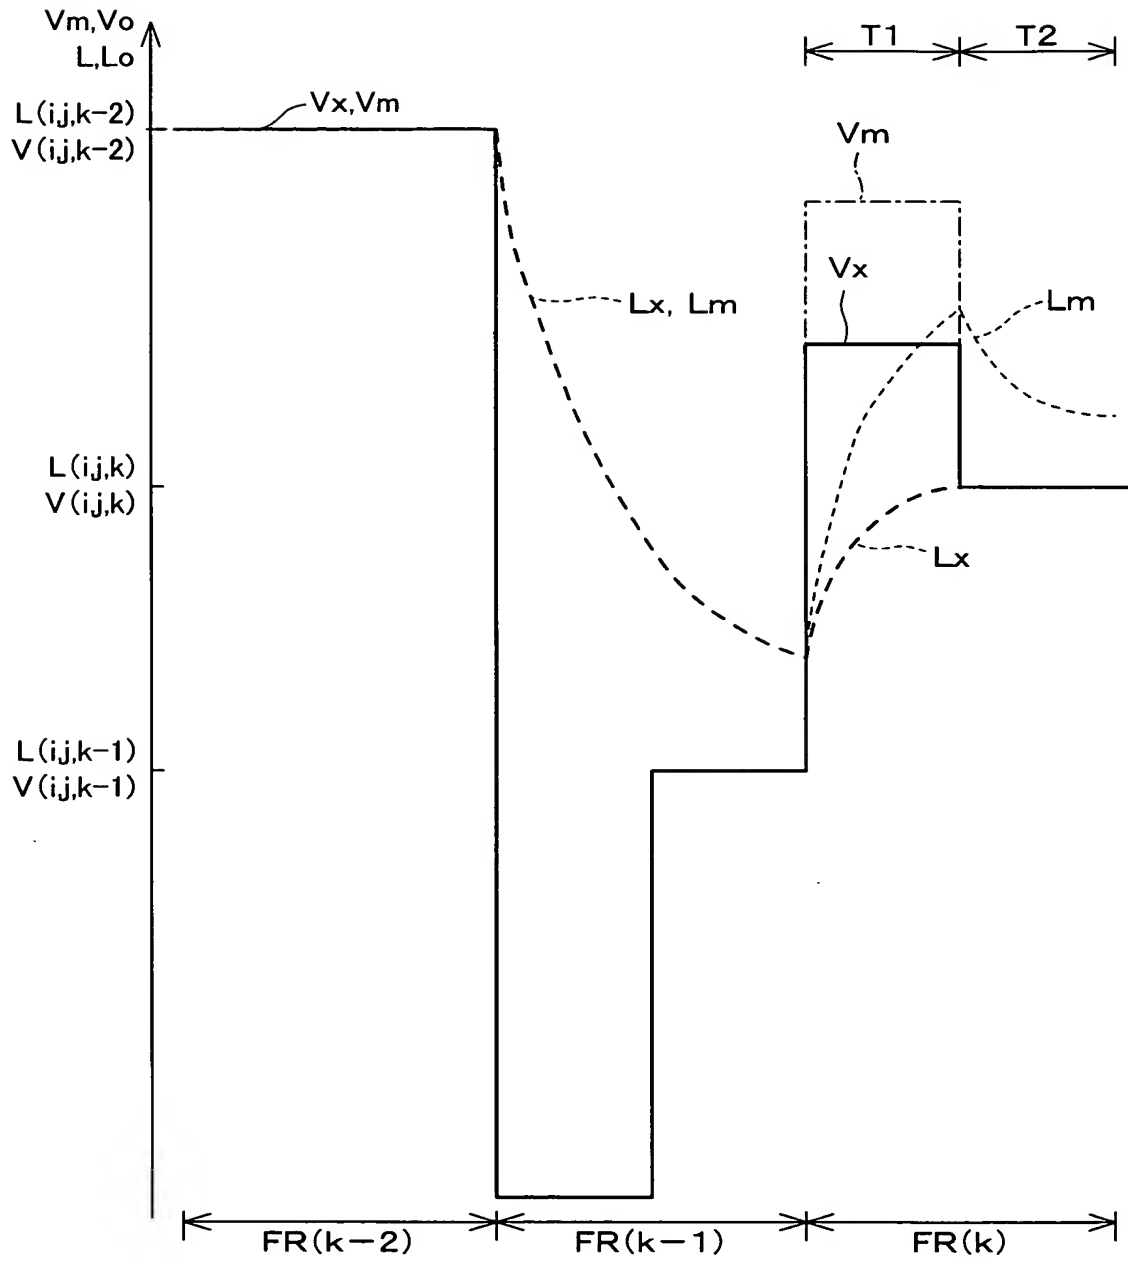 Vm,Vo
L,Lo
T1
T2
L(i,j,k-2)
V(i,j,k-2)
Vx,Vm
Vm
Vx
Lx, Lm
Lm
L(i,j,k)
V(i,j,k)
Lx
L(i,j,k-1)
V(i,j,k-1)
FR(k-2)
FR(k-1)
FR(k)